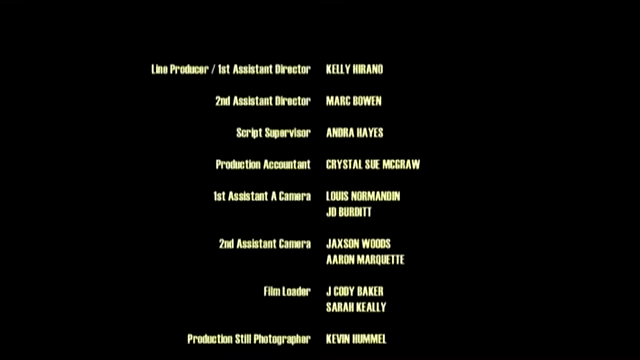 Line Producer / 1st Assistant Director KELLY HIRANO
2nd Assistant Director MARC BOWEN
Script Supervisor ANDRA HAYES
Production Accountant CRYSTAL SUE MCGRAW
1st Assistant A Camera LOUIS NORMANDIN
JD BURDITT
2nd Assistant Camera JAXSON WOODS
AARON MARQUETTE
Film Loader J CODY BAKER
SARAH KEALLY
Production Still Photographer KEVIN HUMMEL